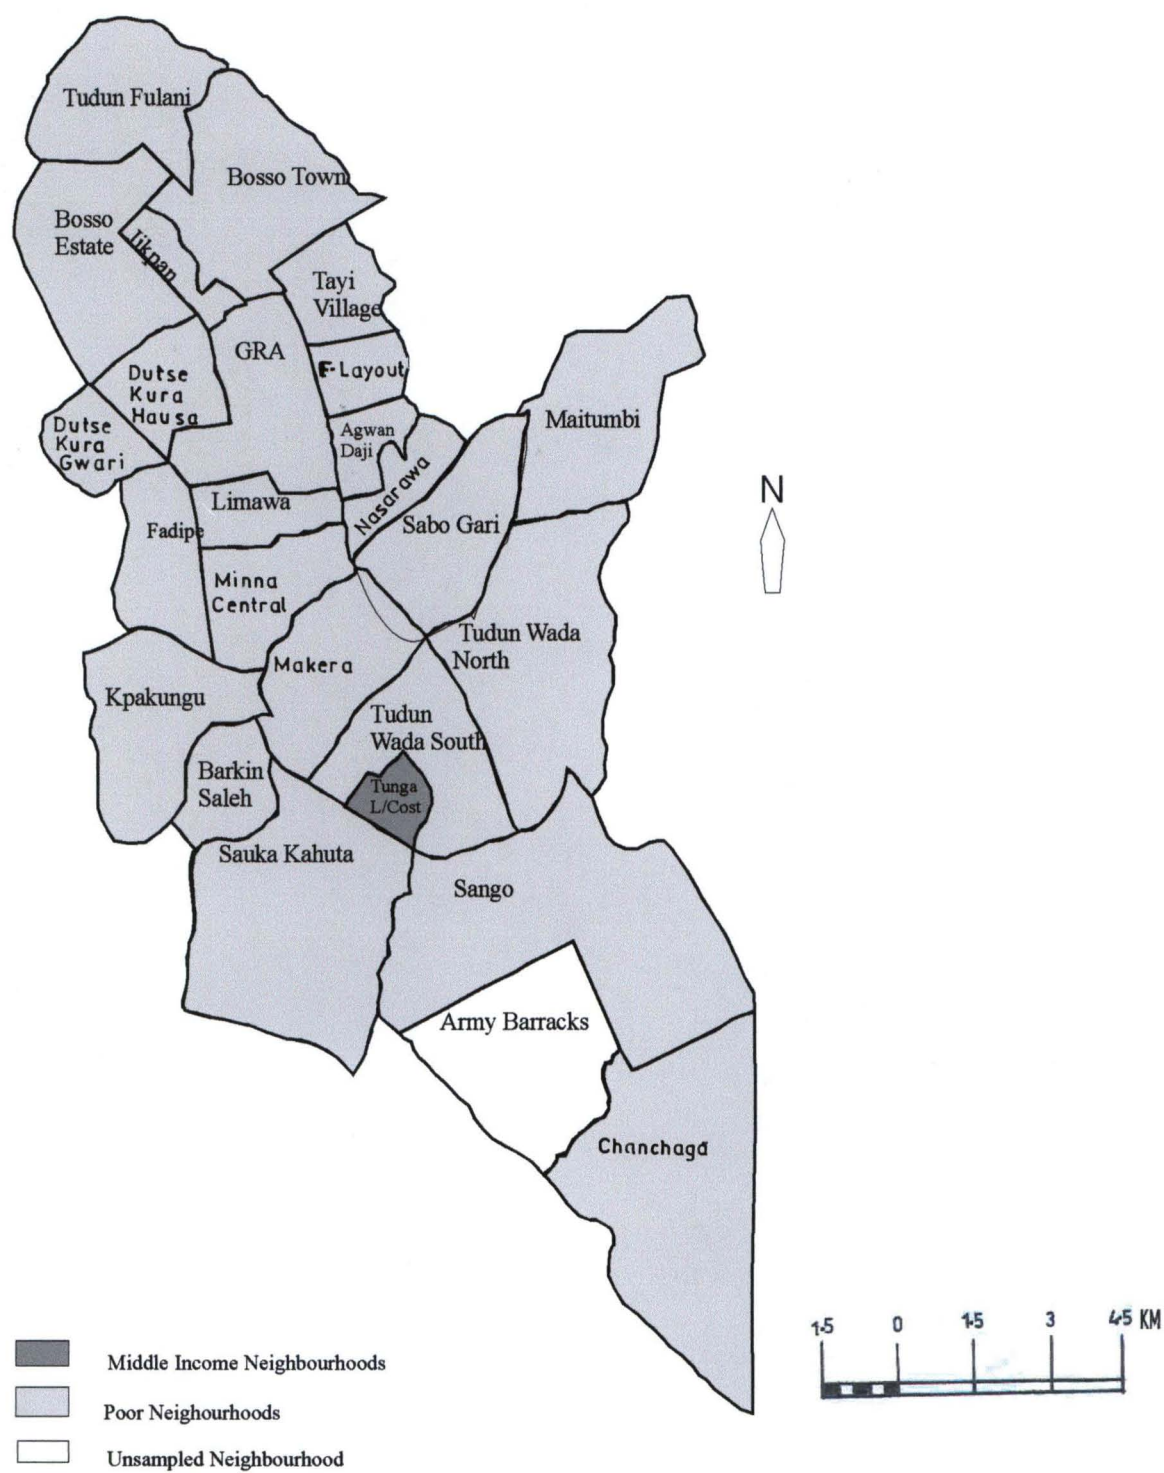 Tudun Fulani
Bosso Town
Bosso
Estate
Jikpan
Tayi
Village
GRA
F-Layout
Dutse
Kura
Hausa
Dutse
Kura
Gwari
Agwan
Daji
Nasarawa
Maitumbi
Limawa
Fadipe
Sabo Gari
N
Minna
Central
Tudun Wada
North
Makera
Kpakungu
Tudun
Wada South
Barkin
Saleh
Tunga
L/Cost
Sauka Kahuta
Sango
Army Barracks
Chanchaga
1·5 0 1·5 3 4·5 KM
Middle Income Neighbourhoods
Poor Neighourhoods
Unsampled Neighbourhood